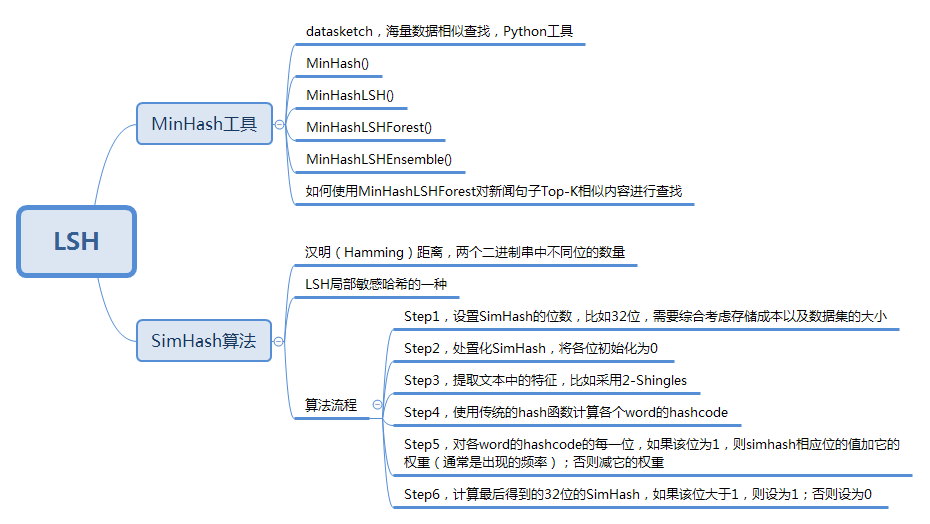 datasketch，海量数据相似查找，Python工具
MinHash()
MinHashLSH()
MinHash工具
MinHashLSHForest()
MinHashLSHEnsemble()
如何使用MinHashLSHForest对新闻句子Top-K相似内容进行查找
LSH
汉明（Hamming）距离，两个二进制串中不同位的数量
LSH局部敏感哈希的一种
SimHash算法
Step1，设置SimHash的位数，比如32位，需要综合考虑存储成本以及数据集的大小
Step2，处置化SimHash，将各位初始化为0
Step3，提取文本中的特征，比如采用2-Shingles
算法流程
Step4，使用传统的hash函数计算各个word的hashcode
Step5，对各word的hashcode的每一位，如果该位为1，则simhash相应位的值加它的
权重（通常是出现的频率）；否则减它的权重
Step6，计算最后得到的32位的SimHash，如果该位大于1，则设为1；否则设为0